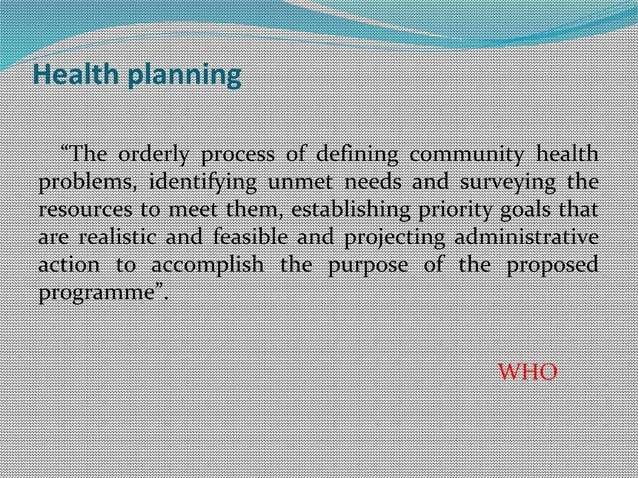 Health planning
“The orderly process of defining community health
problems, identifying unmet needs and surveying the
resources to meet them, establishing priority goals that
are realistic and feasible and projecting administrative
action to accomplish the purpose of the proposed
programme”.
WHO